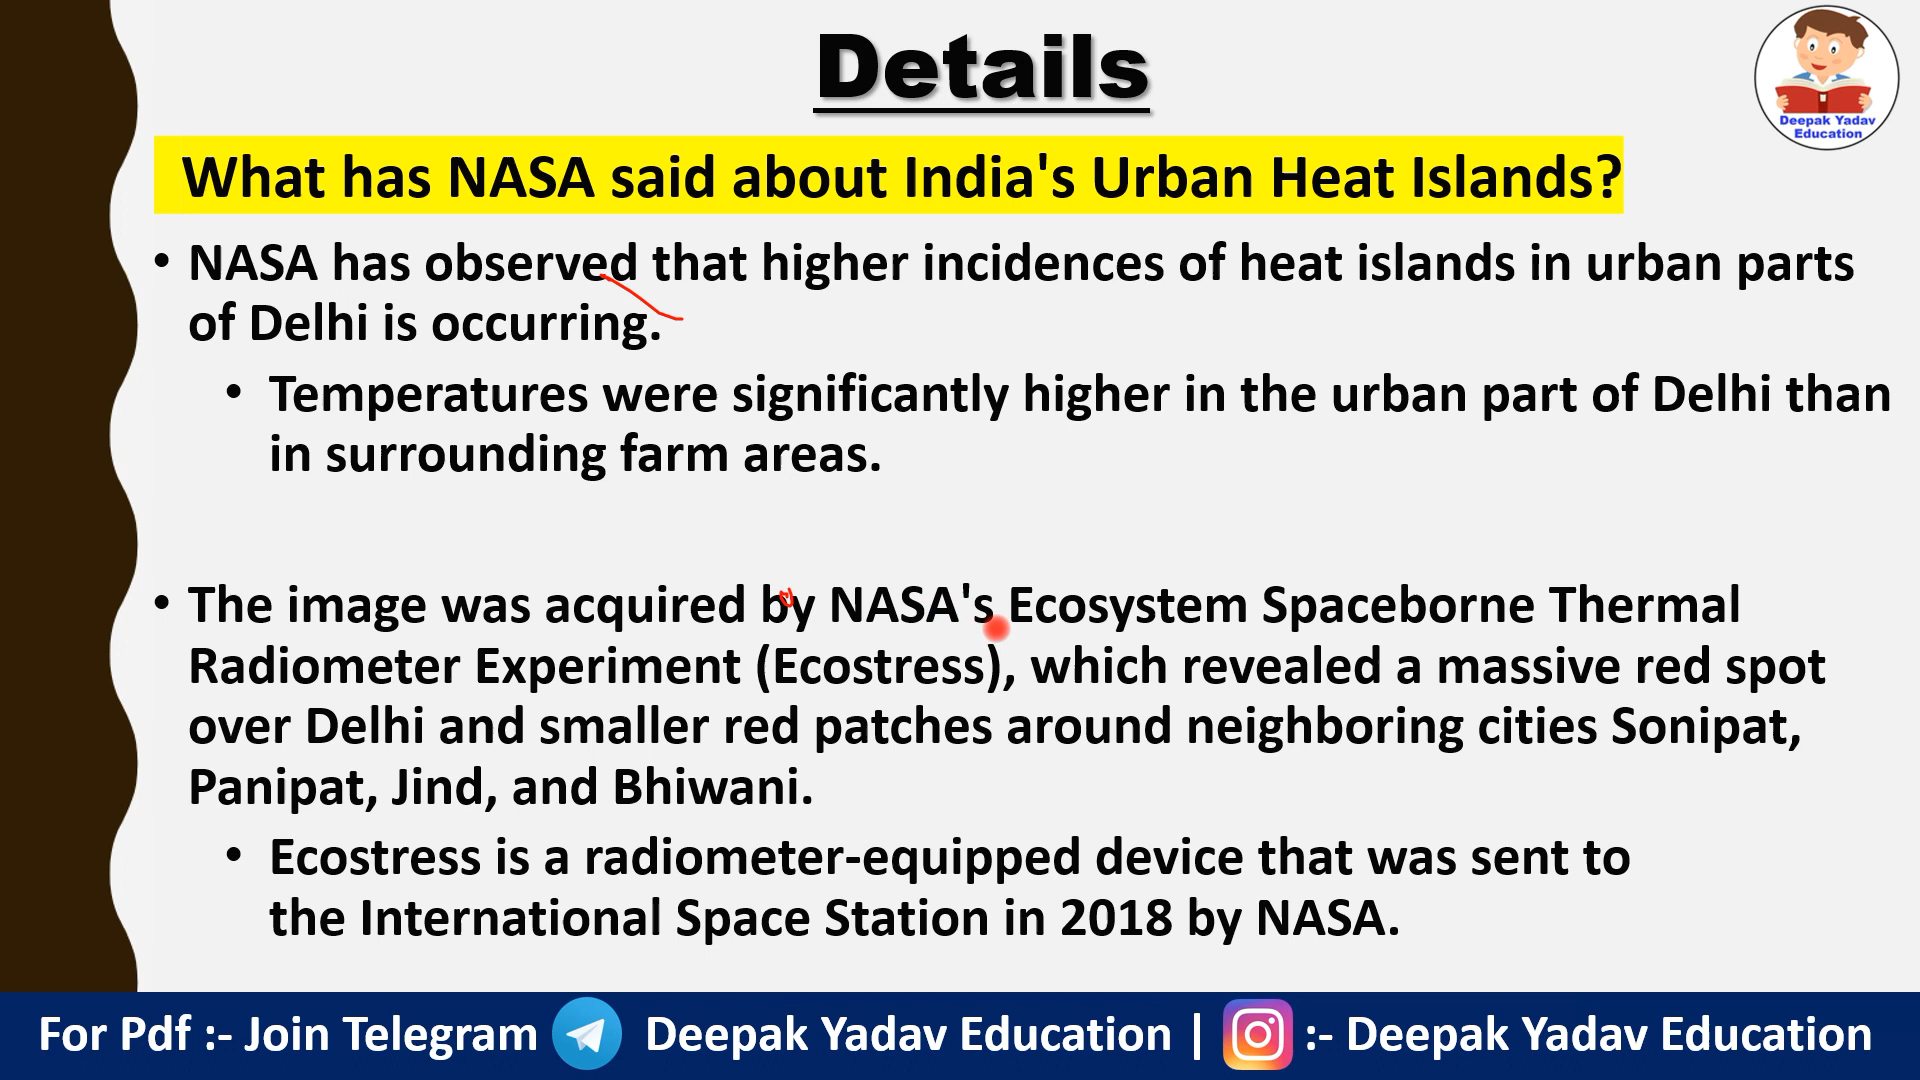 Details
Deepak Yadav
Education
What has NASA said about India's Urban Heat Islands?
• NASA has observed that higher incidences of heat islands in urban parts
of Delhi is occurring.
• Temperatures were significantly higher in the urban part of Delhi than
in surrounding farm areas.
• The image was acquired by NASA's Ecosystem Spaceborne Thermal
Radiometer Experiment (Ecostress), which revealed a massive red spot
over Delhi and smaller red patches around neighboring cities Sonipat,
Panipat, Jind, and Bhiwani.
• Ecostress is a radiometer-equipped device that was sent to
the International Space Station in 2018 by NASA.
For Pdf :- Join Telegram Deepak Yadav Education | :- Deepak Yadav Education